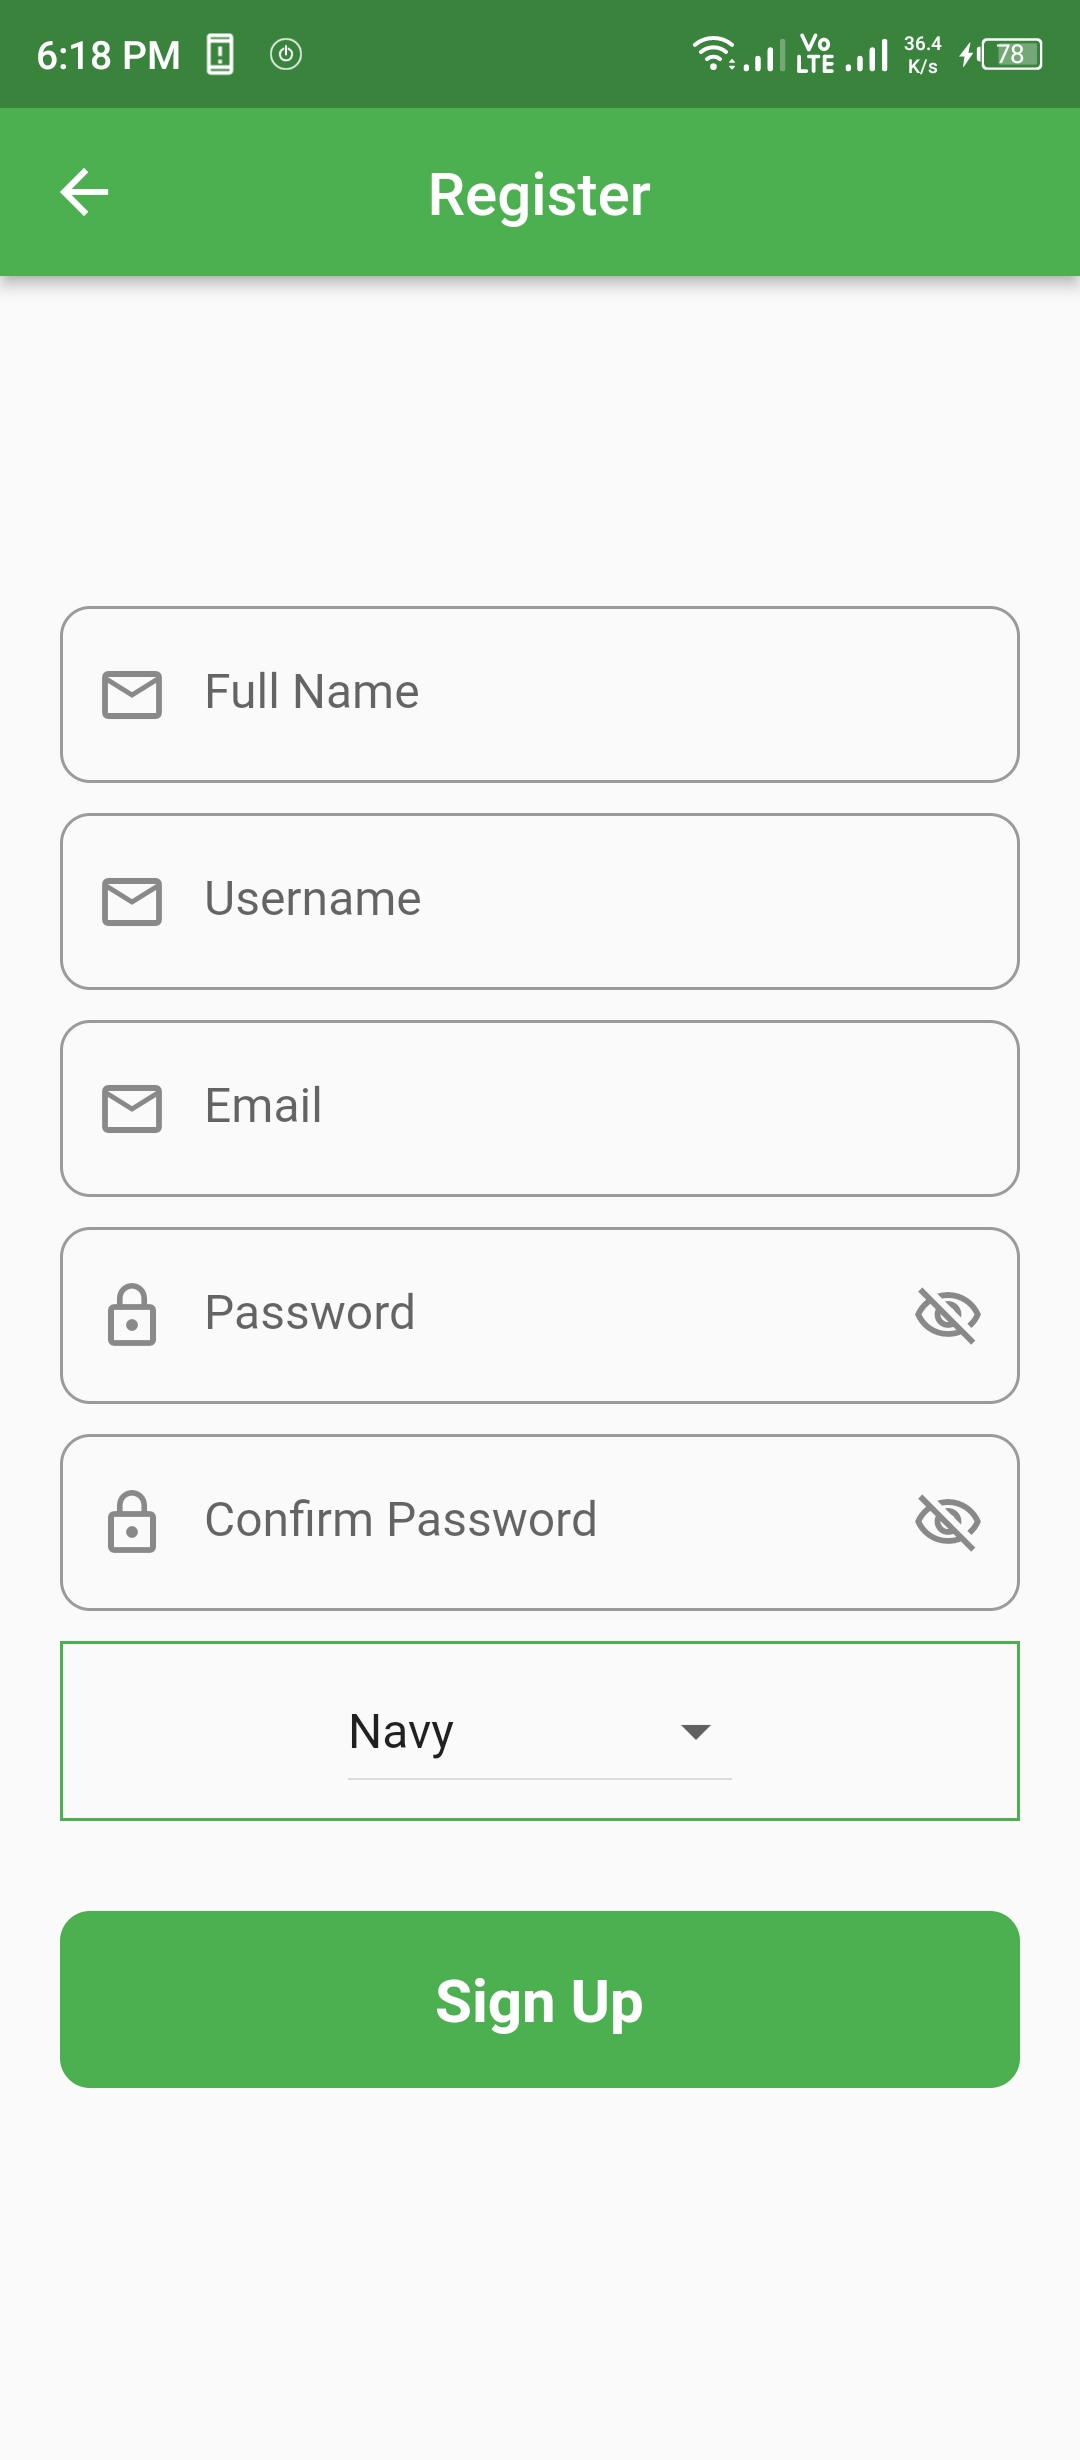 6:18 PM
Vo
LTE
36.4
K/s
78
Register
Full Name
Username
Email
Password
Confirm Password
Navy
Sign Up